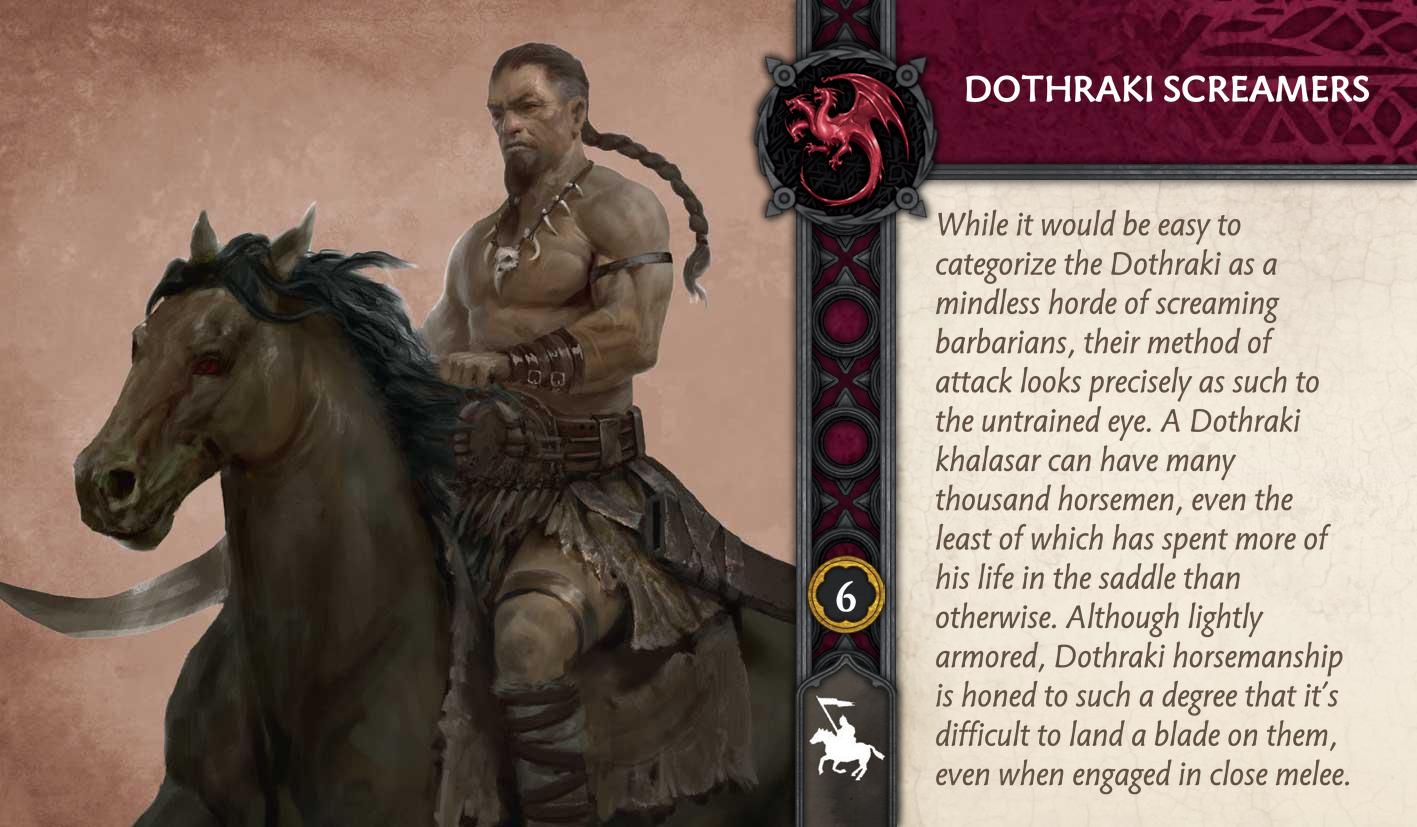 DOTHRAKI SCREAMERS
While it would be easy to
categorize the Dothraki as a
mindless horde of screaming
barbarians, their method of
attack looks precisely as such to
the untrained eye. A Dothraki
khalasar can have many
thousand horsemen, even the
least of which has spent more of
his life in the saddle than
otherwise. Although lightly
armored, Dothraki horsemanship
is honed to such a degree that it's
difficult to land a blade on them,
even when engaged in close melee.
6